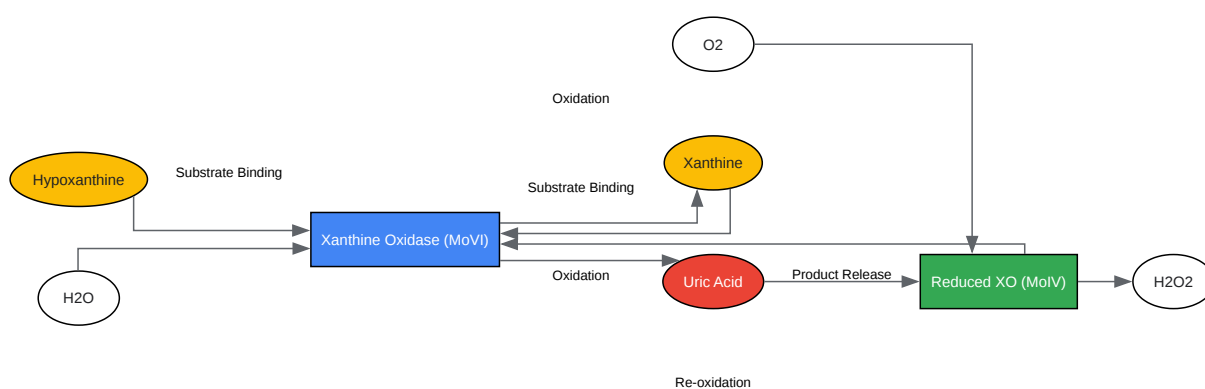 O2
Oxidation
Xanthine
Hypoxanthine
Substrate Binding
Substrate Binding
Xanthine Oxidase (MoVI)
H2O
Oxidation
Uric Acid
Product Release
Reduced XO (MoIV)
H2O2
Re-oxidation